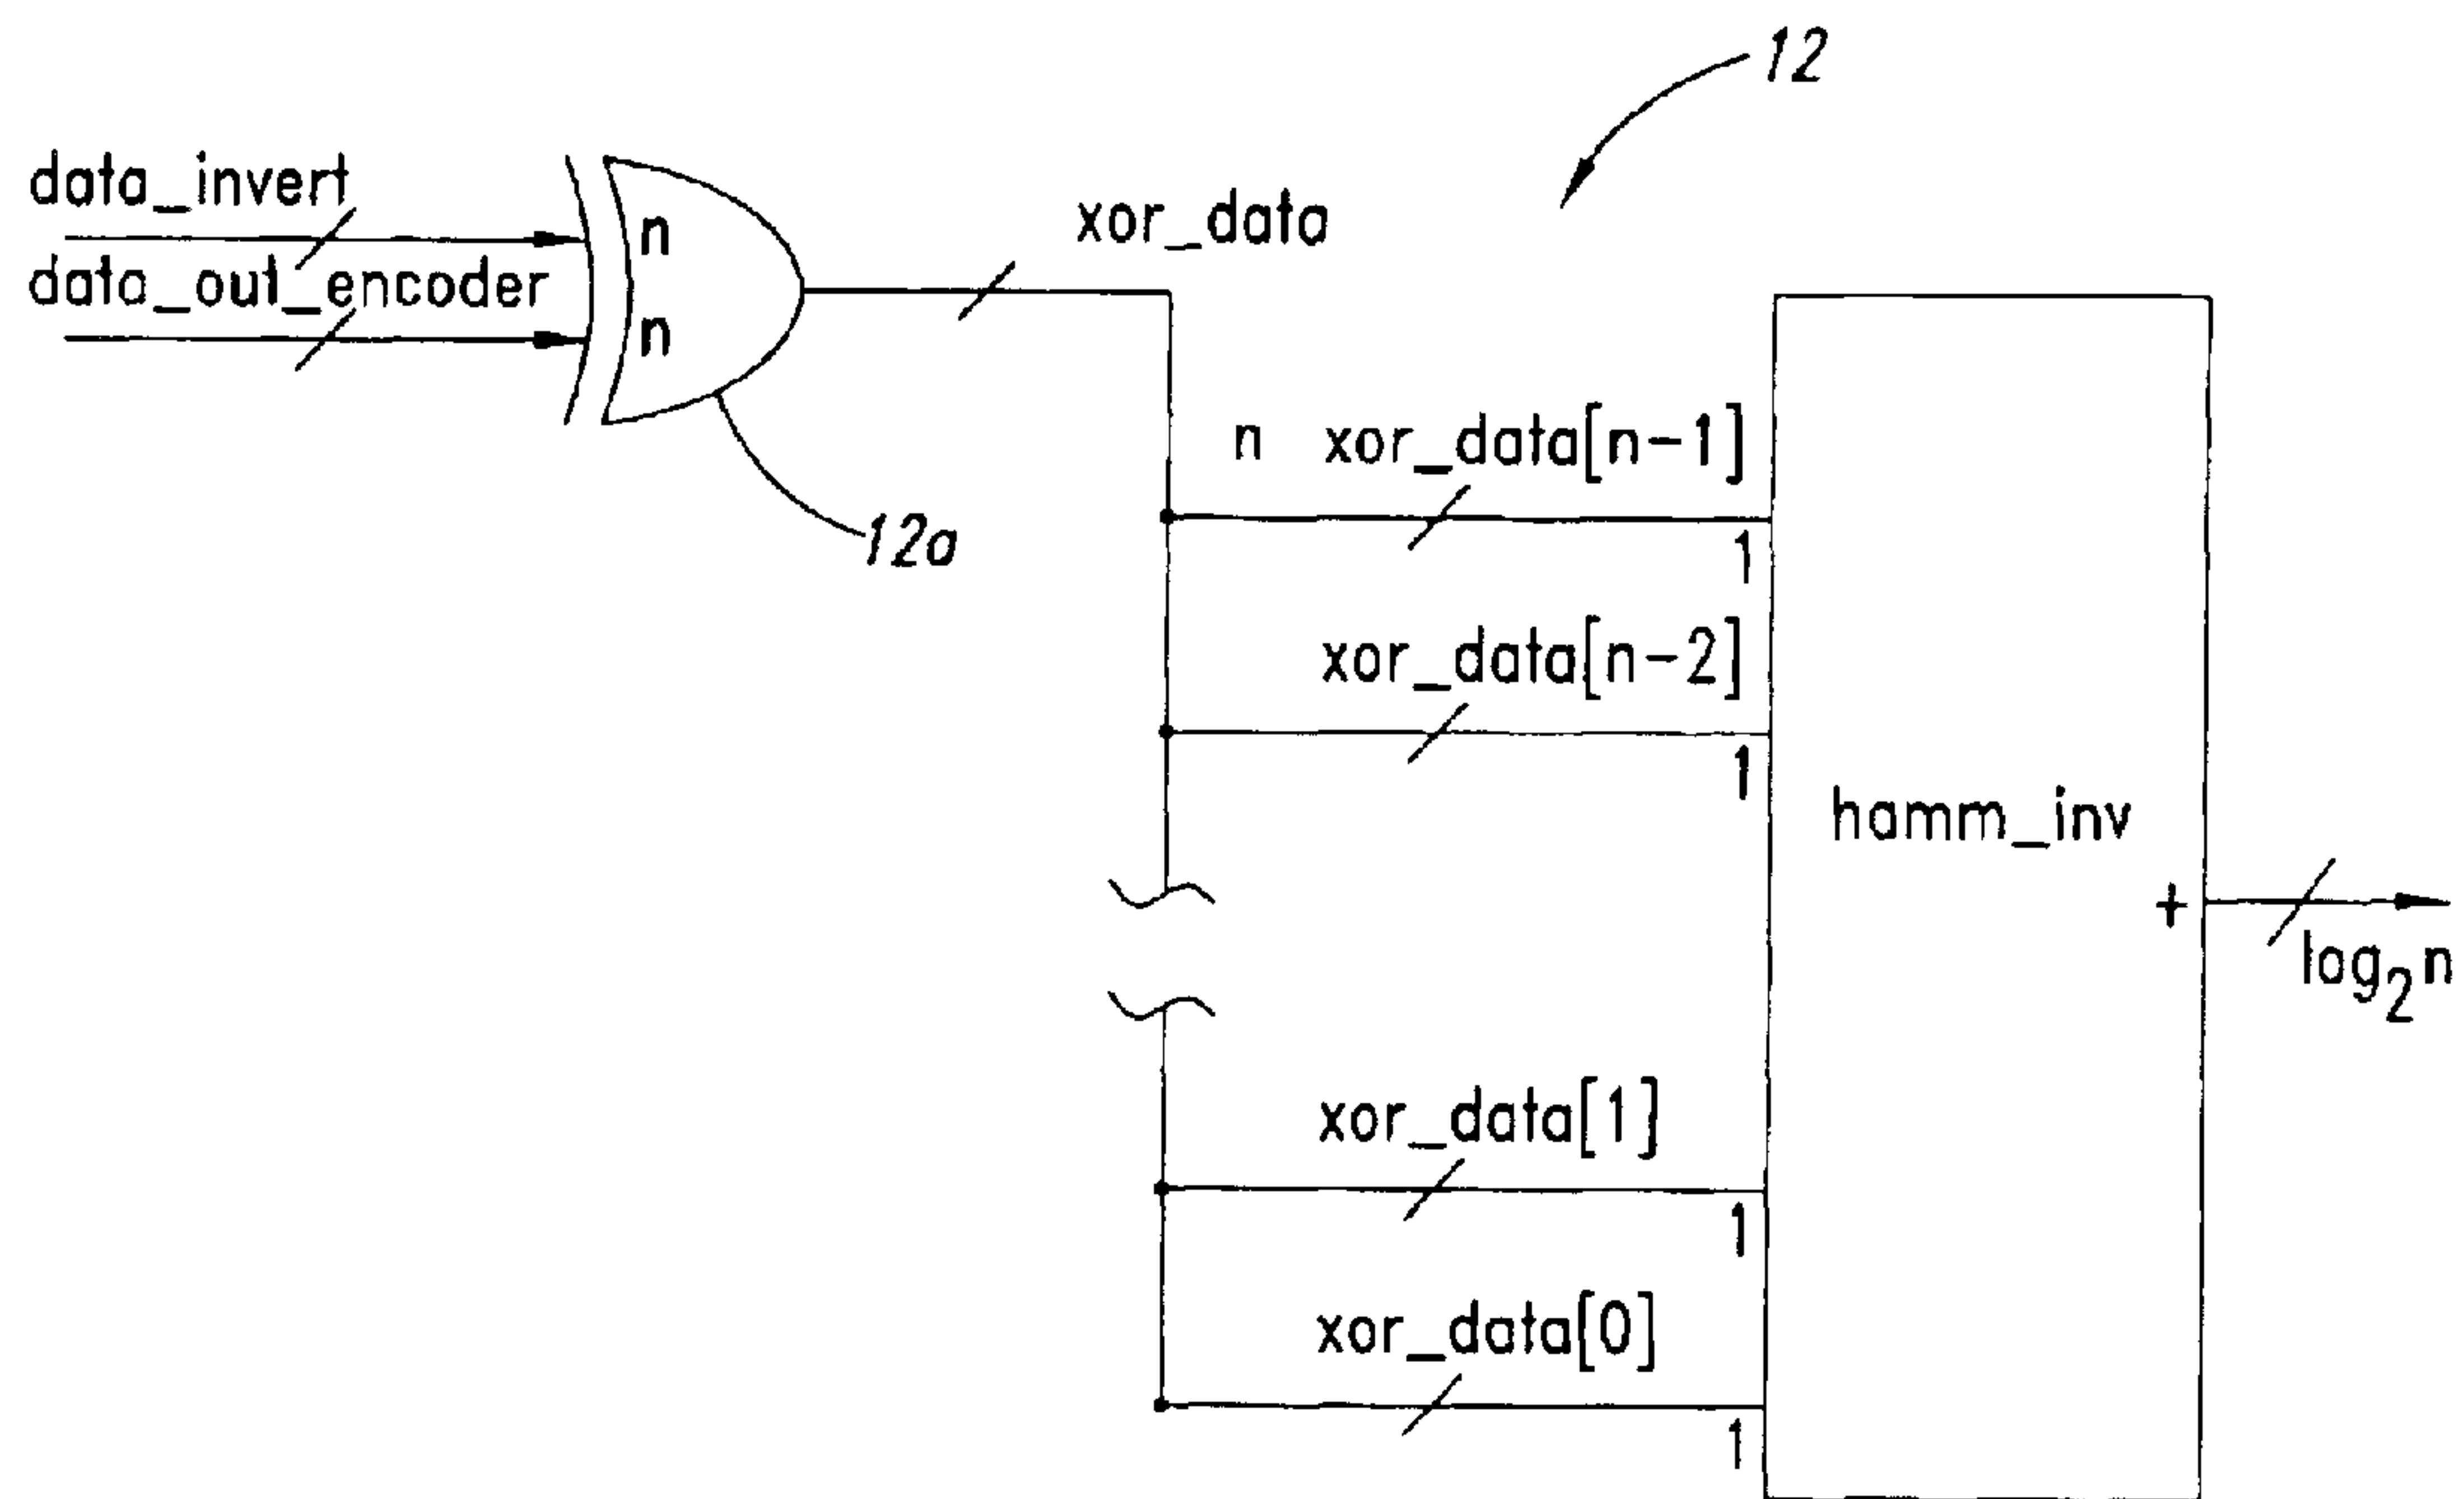 12
data_invert
n
xor_data
data_out_encoder
n
12a
n xor_data[n-1]
1
xor_data[n-2]
1
hamm_inv
+
log2n
xor_data[1]
1
xor_data[0]
1